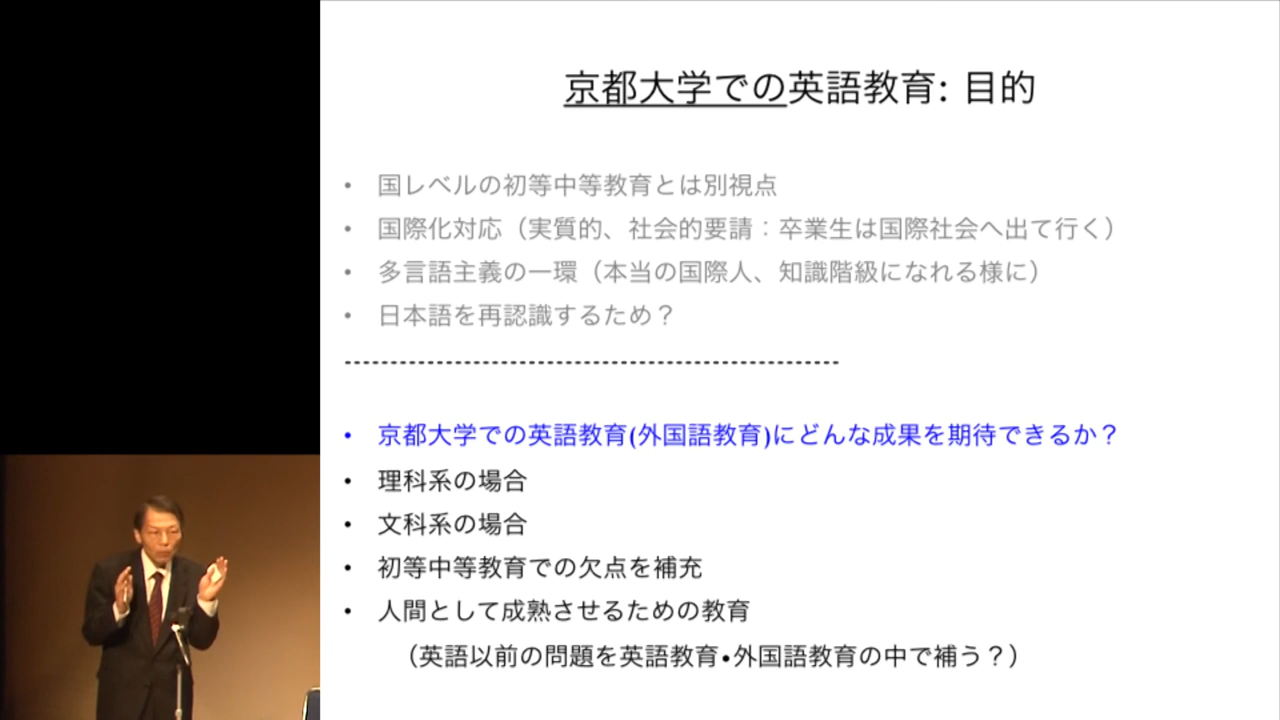 京都大学での英語教育: 目的
• 国レベルの初等中等教育とは別視点
• 国際化対応（実質的、社会的要請：卒業生は国際社会へ出て行く）
• 多言語主義の一環（本当の国際人、知識階級になれる様に）
• 日本語を再認識するため？
------------------------------------------------------
• 京都大学での英語教育(外国語教育)にどんな成果を期待できるか？
• 理科系の場合
• 文科系の場合
• 初等中等教育での欠点を補充
• 人間として成熟させるための教育
（英語以前の問題を英語教育•外国語教育の中で補う？）